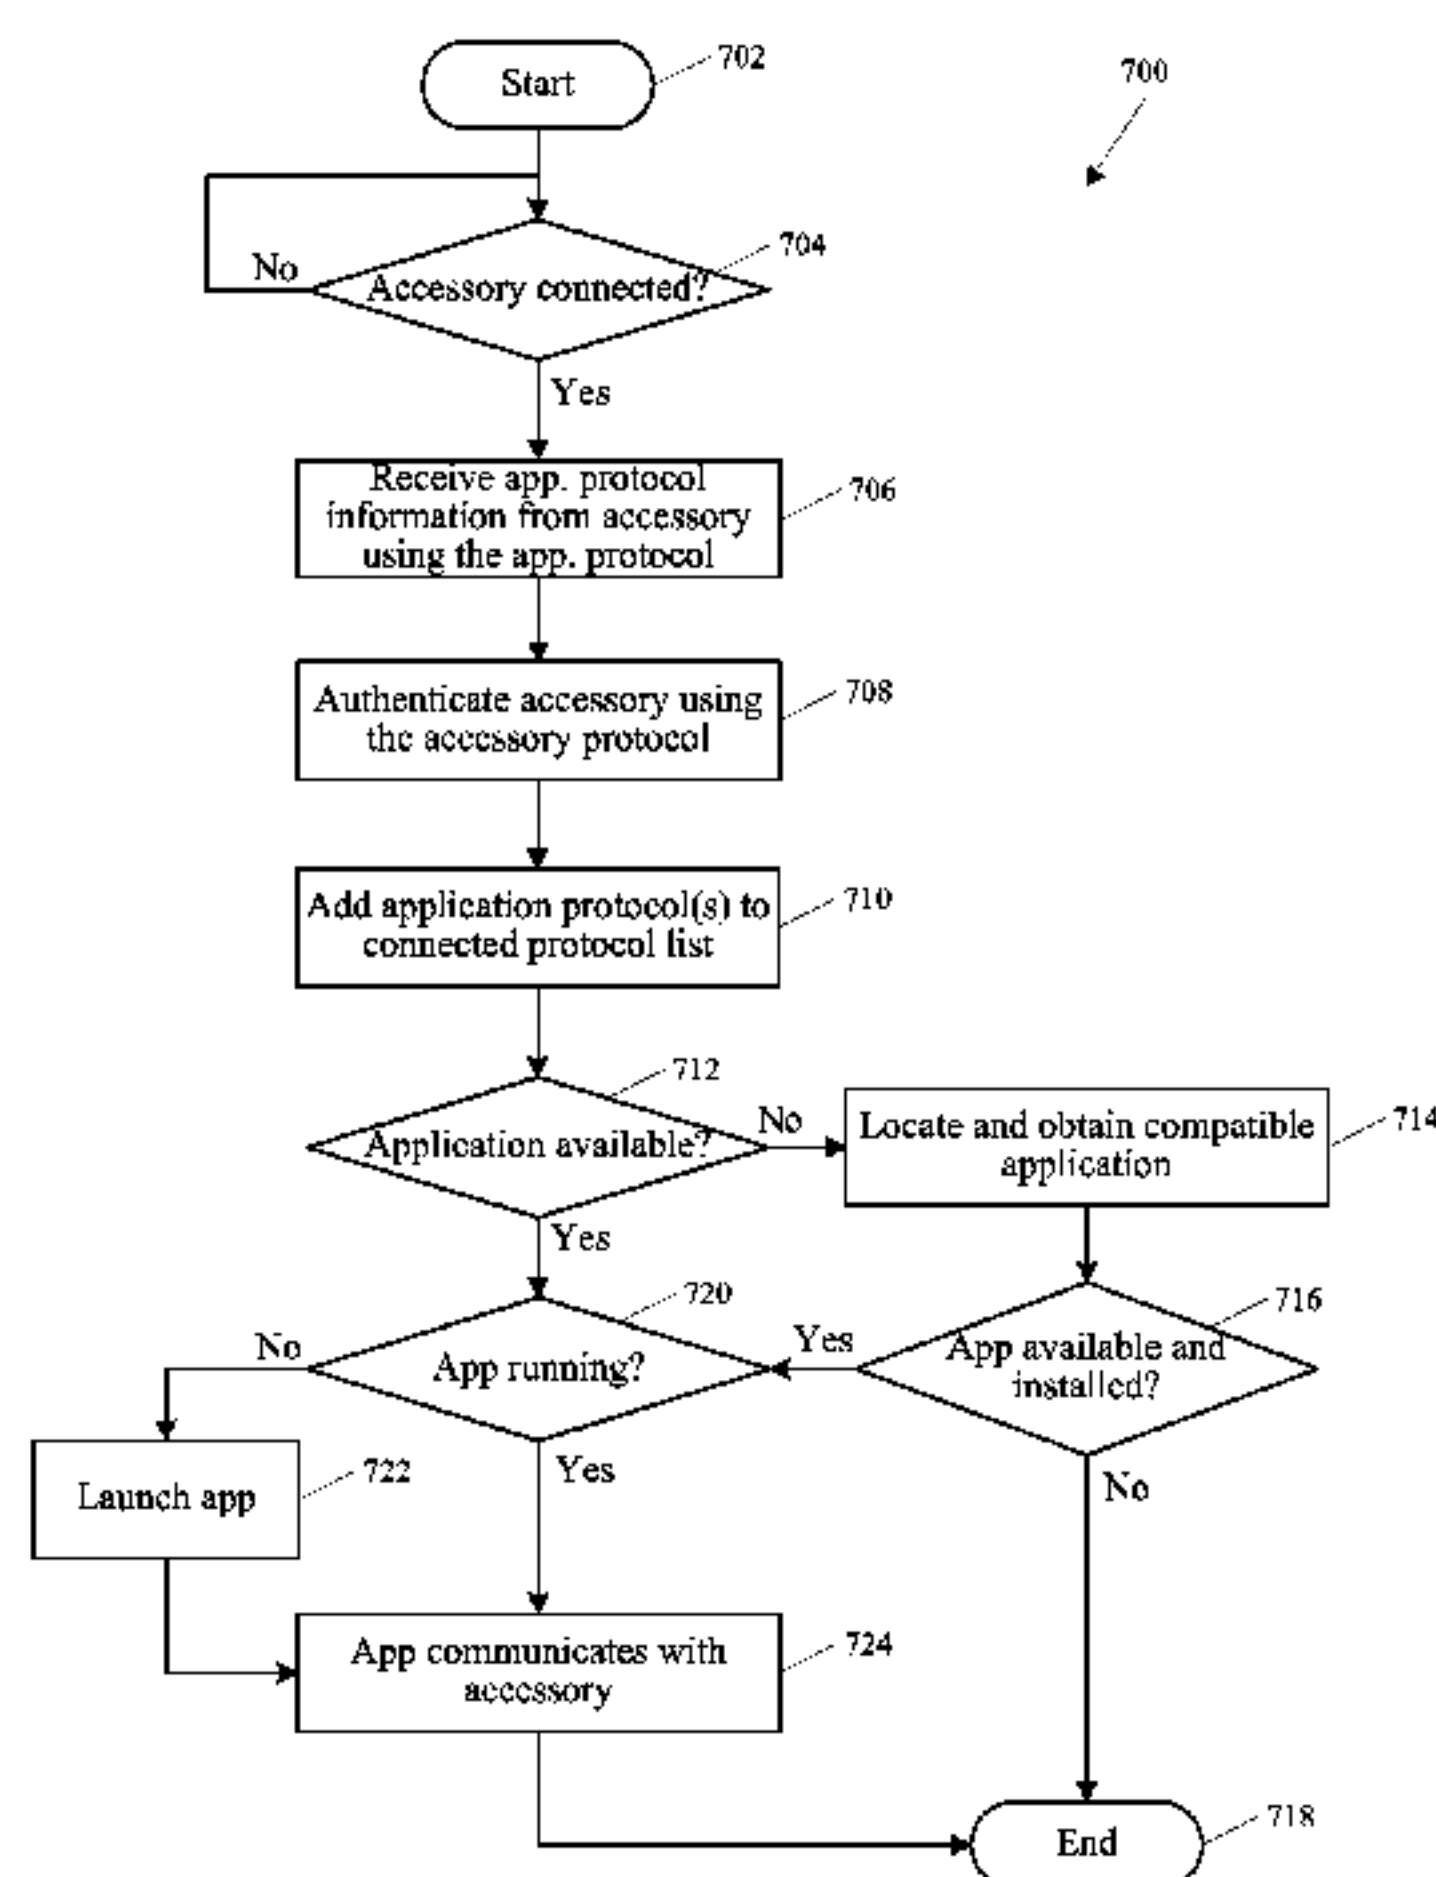 Start
702
700
No
Accessory connected?
704
Yes
Receive app. protocol
information from accessory
using the app. protocol
706
Authenticate accessory using
the accessory protocol
708
Add application protocol(s) to
connected protocol list
710
712
Application available?
No
Locate and obtain compatible
application
714
Yes
720
716
No
App running?
Yes
App available and
installed?
Launch app
722
Yes
No
App communicates with
accessory
724
End
718